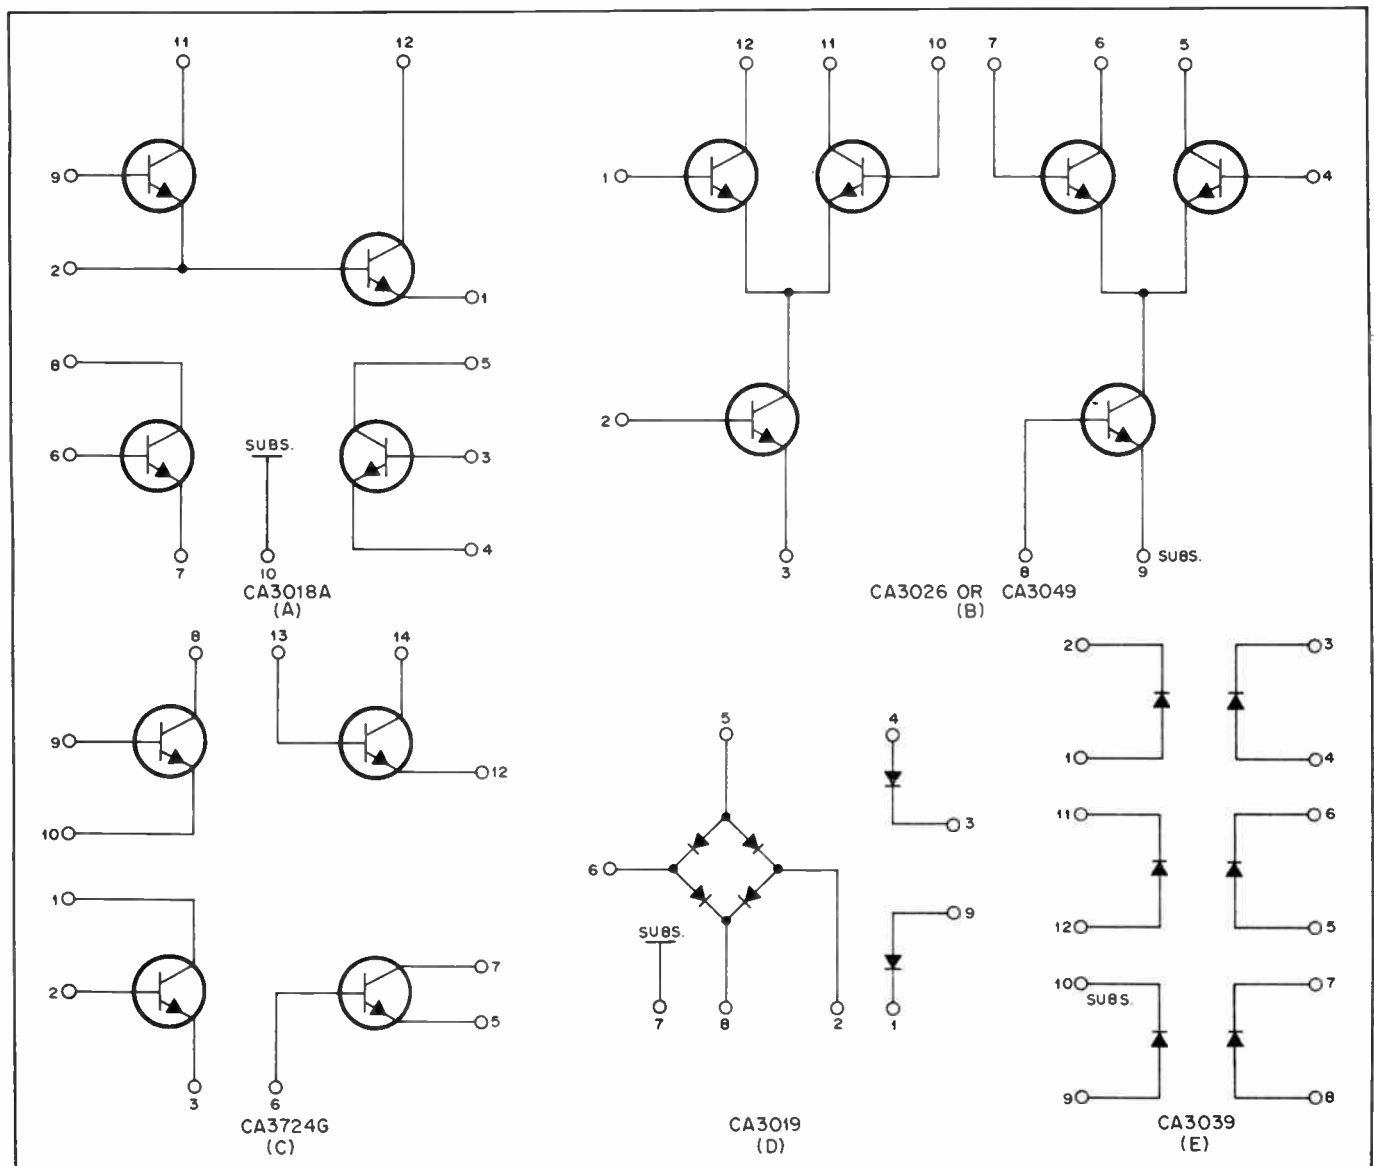 11 12
9
2
1
8 5
6 SUBS. 3
4
7 10
CA3018A
(A)
12 11 10 7 6 5
1 4
2
3 8 9 SUBS.
CA3026 OR CA3049
(B)
8 13 14
9
12
10
1
7
2
5
3 6
CA3724G
(C)
5 4
3
6
9
SUBS.
7 8 2 1
CA3019
(D)
2 3
1 4
11 6
12 5
10 7
SUBS.
9 8
CA3039
(E)